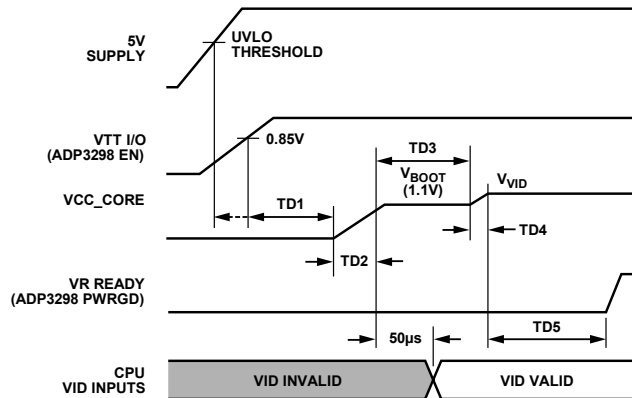 5V
SUPPLY
UVLO
THRESHOLD
VTT I/O
(ADP3298 EN)
0.85V
TD3
VCC_CORE
TD1
VBOOT
(1.1V)
VVID
TD4
TD2
VR READY
(ADP3298 PWRGD)
50µs
TD5
CPU
VID INPUTS
VID INVALID
VID VALID